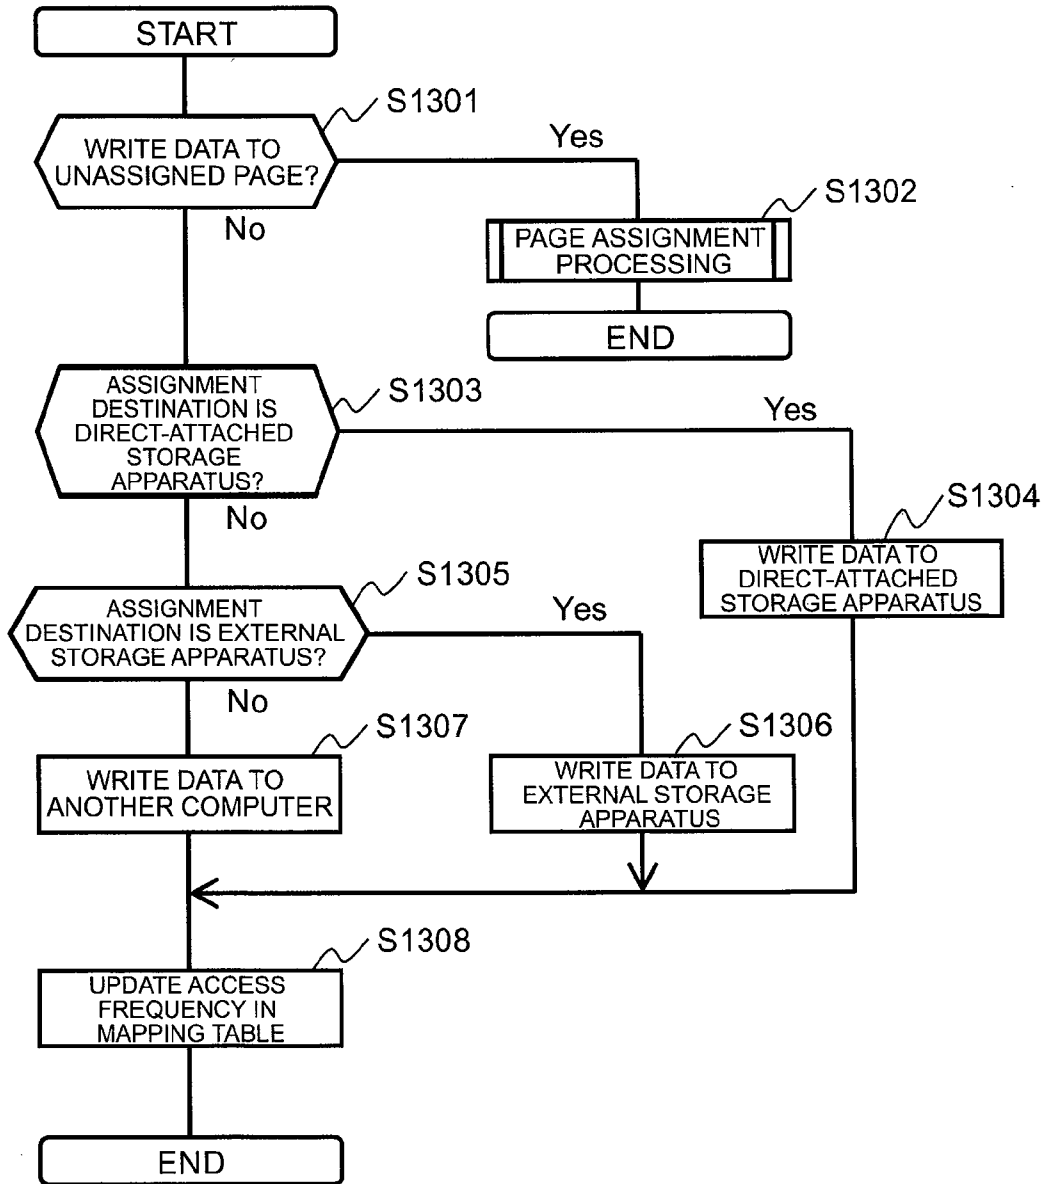 START
S1301
WRITE DATA TO
UNASSIGNED PAGE?
Yes
No
S1302
PAGE ASSIGNMENT
PROCESSING
END
ASSIGNMENT
DESTINATION IS
DIRECT-ATTACHED
STORAGE
APPARATUS?
S1303
Yes
No
S1304
WRITE DATA TO
DIRECT-ATTACHED
STORAGE APPARATUS
S1305
ASSIGNMENT
DESTINATION IS EXTERNAL
STORAGE APPARATUS?
Yes
No
S1307
WRITE DATA TO
ANOTHER COMPUTER
S1306
WRITE DATA TO
EXTERNAL STORAGE
APPARATUS
S1308
UPDATE ACCESS
FREQUENCY IN
MAPPING TABLE
END